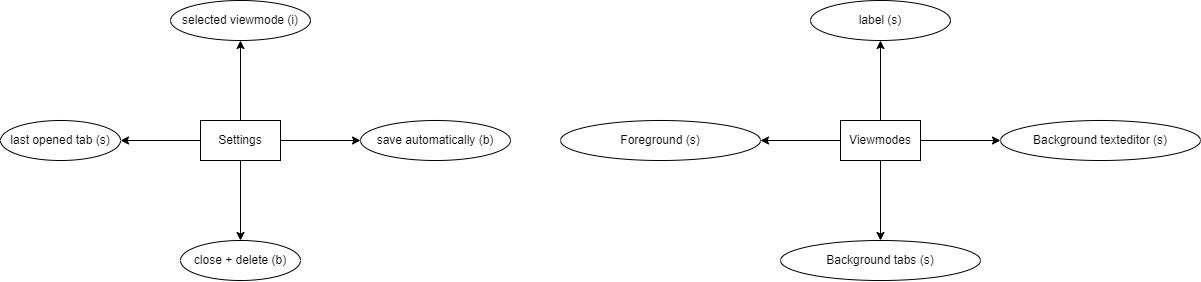 selected viewmode (i)
label (s)
last opened tab (s)
Settings
save automatically (b)
Foreground (s)
Viewmodes
Background texteditor (s)
close + delete (b)
Background tabs (s)